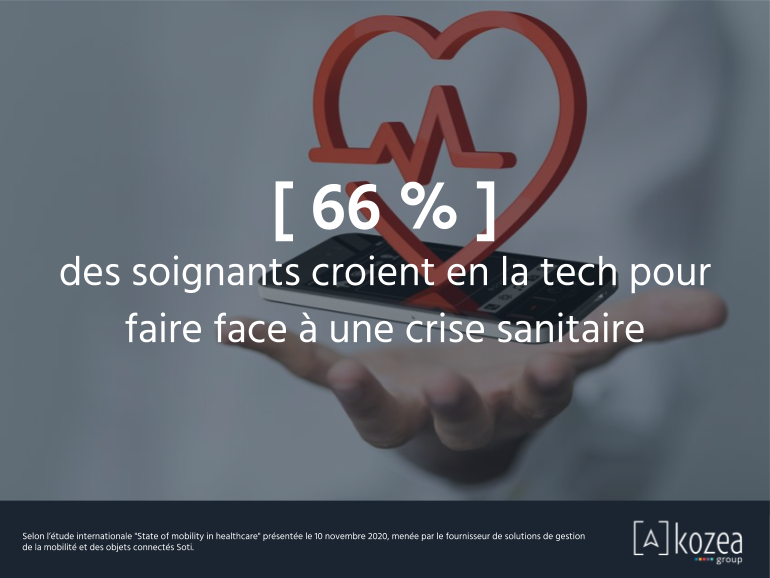 [ 66 % ]
des soignants croient en la tech pour
faire face à une crise sanitaire
Selon l'étude internationale "State of mobility in healthcare" présentée le 10 novembre 2020, menée par le fournisseur de solutions de gestion
de la mobilité et des objets connectés Soti.
[A] kozea
group